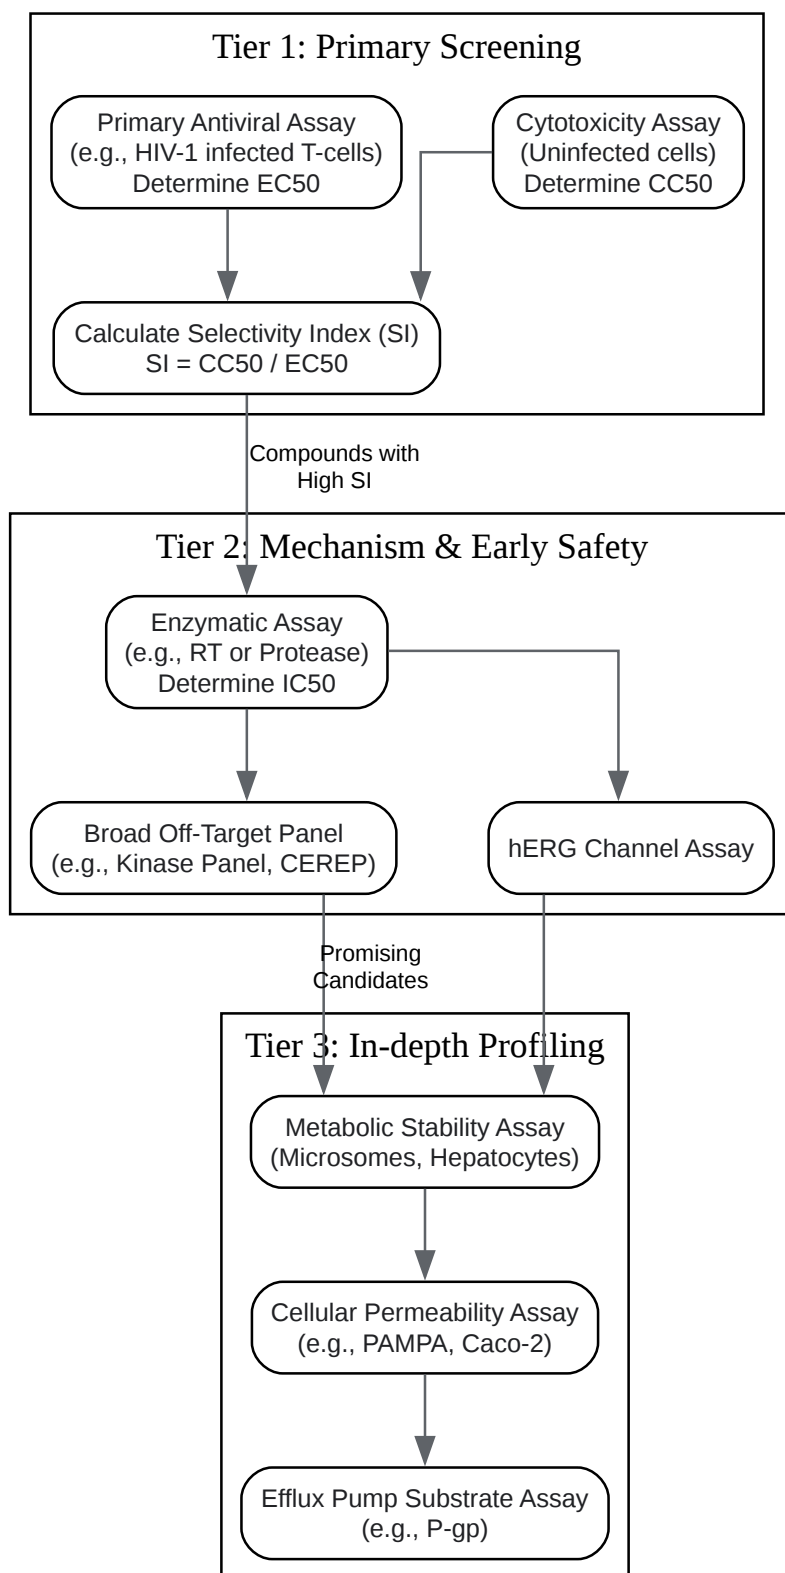 Tier 1: Primary Screening
Primary Antiviral Assay
(e.g., HIV-1 infected T-cells)
Determine EC50
Cytotoxicity Assay
(Uninfected cells)
Determine CC50
Calculate Selectivity Index (SI)
SI = CC50 / EC50
Compounds with
High SI
Tier 2: Mechanism & Early Safety
Enzymatic Assay
(e.g., RT or Protease)
Determine IC50
Broad Off-Target Panel
(e.g., Kinase Panel, CEREP)
hERG Channel Assay
Promising
Candidates
Tier 3: In-depth Profiling
Metabolic Stability Assay
(Microsomes, Hepatocytes)
Cellular Permeability Assay
(e.g., PAMPA, Caco-2)
Efflux Pump Substrate Assay
(e.g., P-gp)